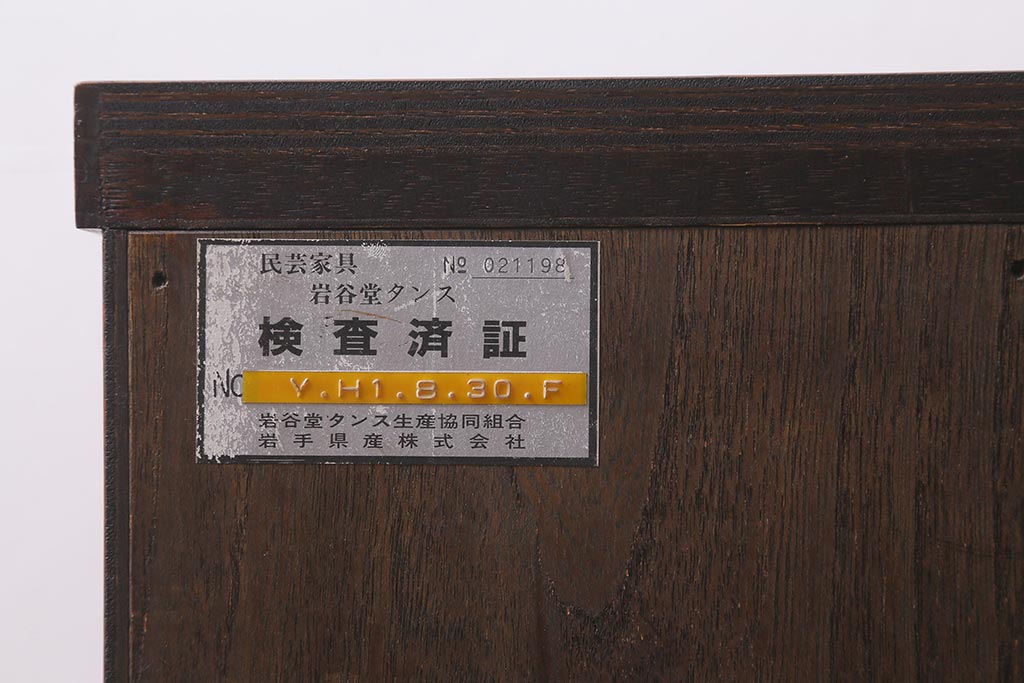 民芸家具 № 021198
岩谷堂タンス
検査済証
NO Y.H1.8.30.F
岩谷堂タンス生産協同組合
岩手県産株式会社